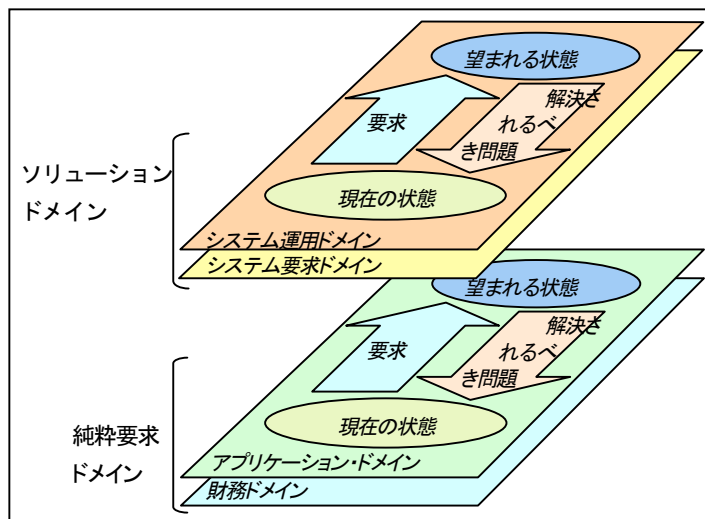 望まれる状態
解決さ
れるべ
き問題
要求
現在の状態
ソリューション
ドメイン
システム運用ドメイン
システム要求ドメイン
望まれる状態
解決さ
れるべ
き問題
要求
現在の状態
純粋要求
ドメイン
アプリケーション・ドメイン
財務ドメイン